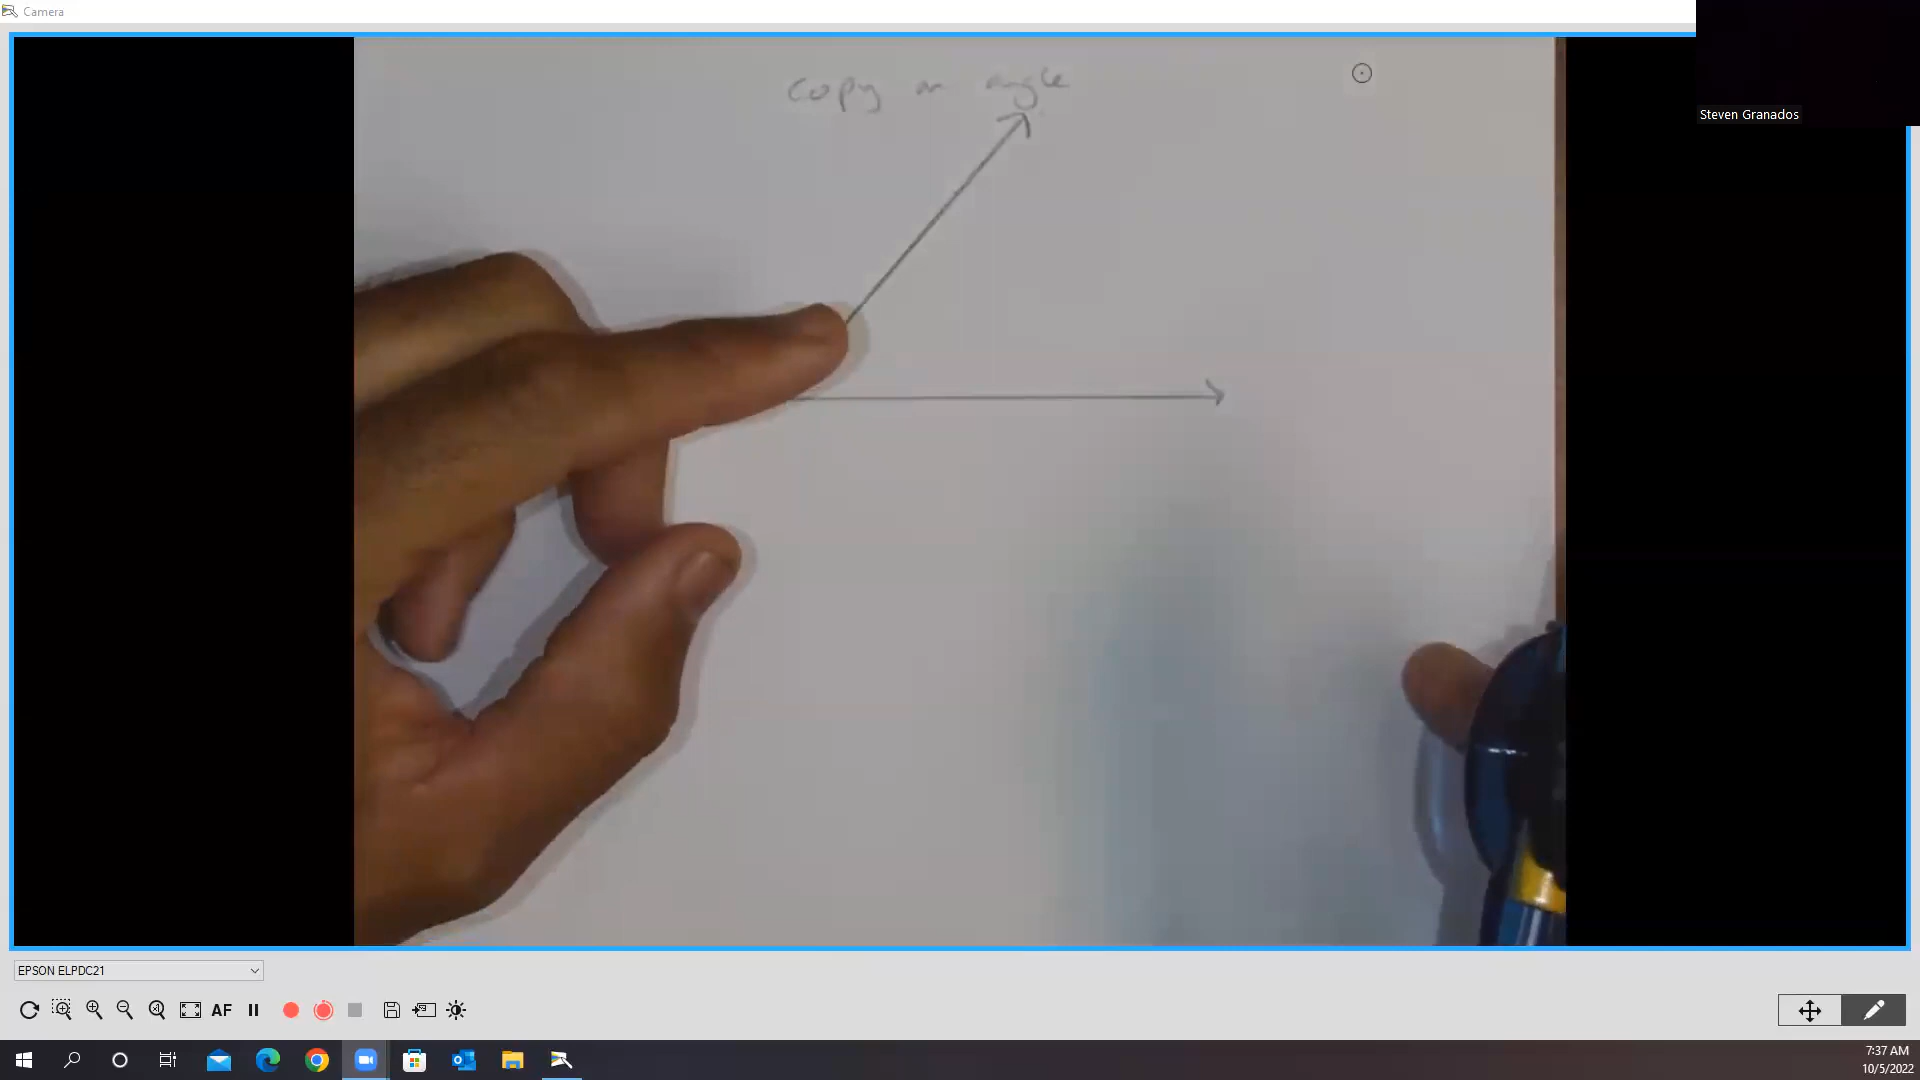 Camera
Steven Granados
copy an angle
EPSON ELPDC21
AF
7:37 AM
10/5/2022